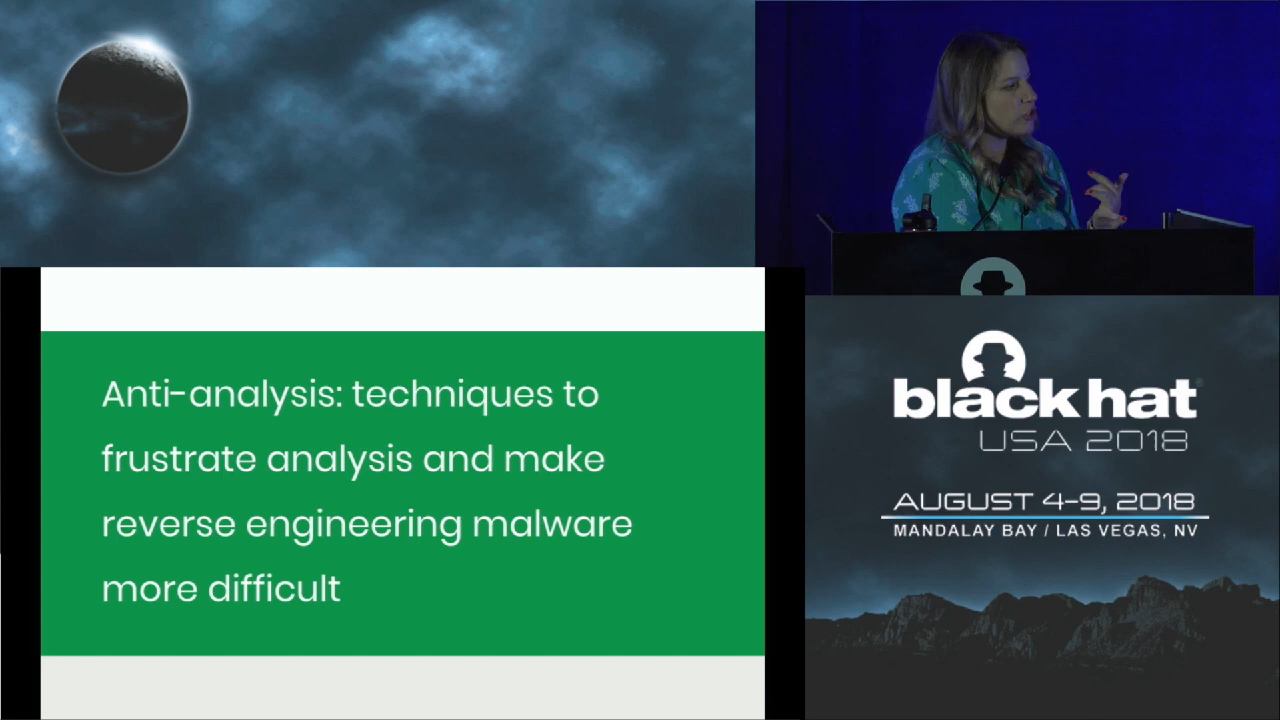 Anti-analysis: techniques to
frustrate analysis and make
reverse engineering malware
more difficult
black hat
USA 2018
AUGUST 4-9, 2018
MANDALAY BAY / LAS VEGAS, NV